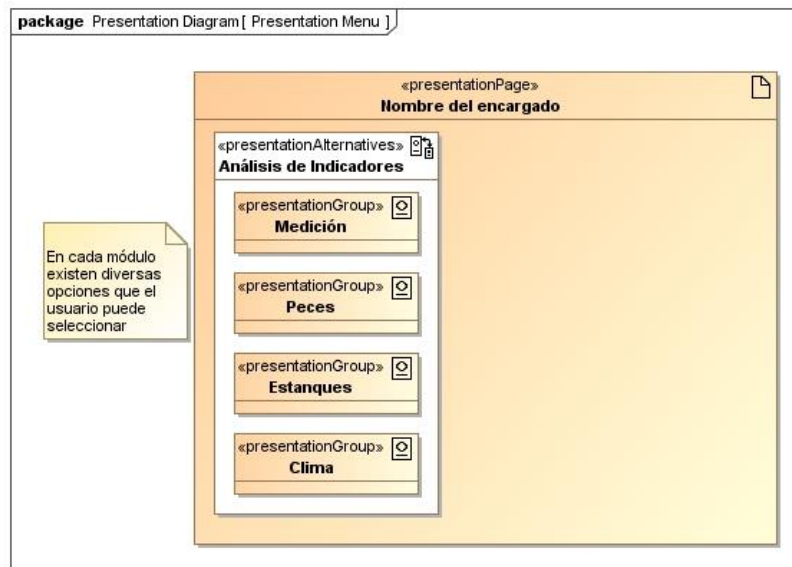 package Presentation Diagram [ Presentation Menu ]
«presentationPage»
Nombre del encargado
«presentationAlternatives»
Análisis de Indicadores
«presentationGroup»
Medición
«presentationGroup»
Peces
«presentationGroup»
Estanques
«presentationGroup»
Clima
En cada módulo
existen diversas
opciones que el
usuario puede
seleccionar